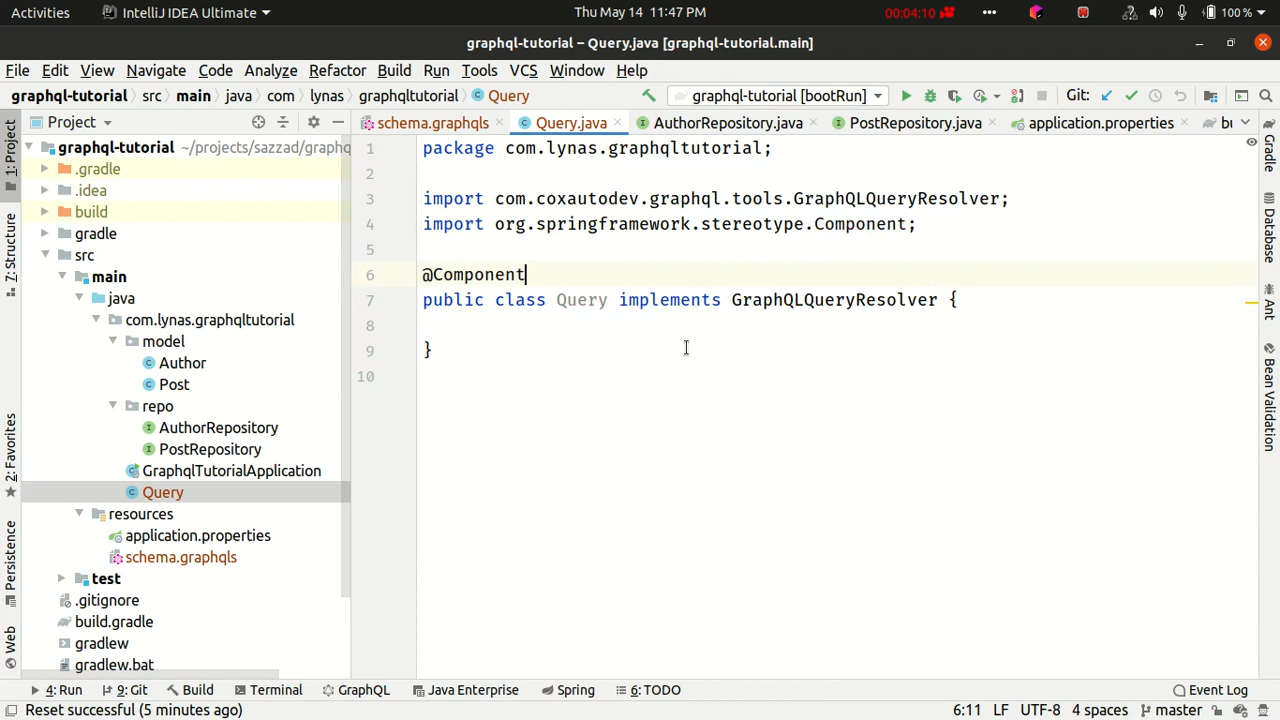 Activities IntelliJ IDEA Ultimate Thu May 14 11:47 PM 00:04:10 100 %
graphql-tutorial – Query.java [graphql-tutorial.main]
File Edit View Navigate Code Analyze Refactor Build Run Tools VCS Window Help
graphql-tutorial src main java com lynas graphqltutorial Query graphql-tutorial [bootRun] Git:
Project schema.graphqls Query.java AuthorRepository.java PostRepository.java application.properties
graphql-tutorial ~/projects/sazzad/graphq
.gradle
.idea
build
gradle
src
main
java
com.lynas.graphqltutorial
model
Author
Post
repo
AuthorRepository
PostRepository
GraphqlTutorialApplication
Query
resources
application.properties
schema.graphqls
test
.gitignore
build.gradle
gradlew
gradlew.bat
1 package com.lynas.graphqltutorial;
2
3 import com.coxautodev.graphql.tools.GraphQLQueryResolver;
4 import org.springframework.stereotype.Component;
5
6 @Component
7 public class Query implements GraphQLQueryResolver {
8
9 }
10
1: Project
7: Structure
2: Favorites
Persistence
Web
Gradle
Database
Ant
Bean Validation
4: Run 9: Git Build Terminal GraphQL Java Enterprise Spring 6: TODO Event Log
Reset successful (5 minutes ago) 6:11 LF UTF-8 4 spaces master